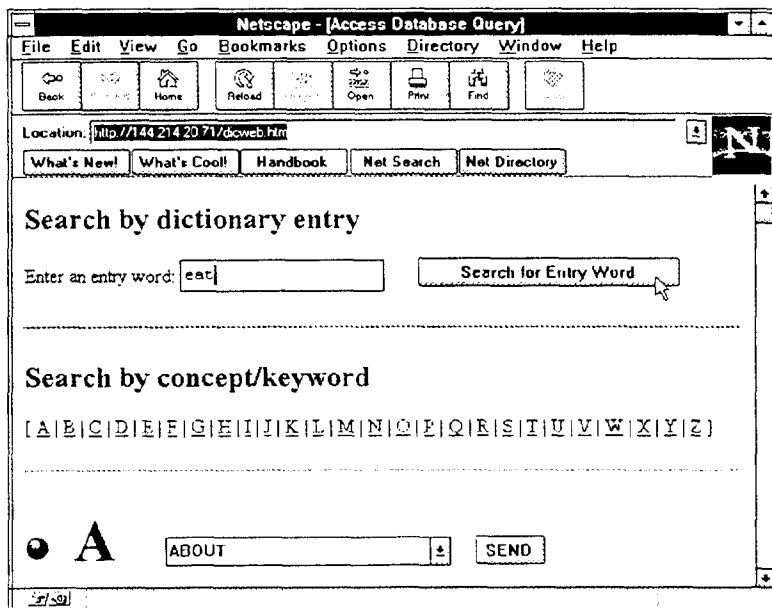 Netscape - [Access Database Query]
File Edit View Go Bookmarks Options Directory Window Help
Back Home Reload Open Print Find
Location: http://144.214.20.71/dicweb.htm
N
What's New! What's Cool! Handbook Net Search Net Directory
Search by dictionary entry
Enter an entry word: eat Search for Entry Word
Search by concept/keyword
[ A | B | C | D | E | F | G | H | I | J | K | L | M | N | O | P | Q | R | S | T | U | V | W | X | Y | Z ]
A ABOUT SEND